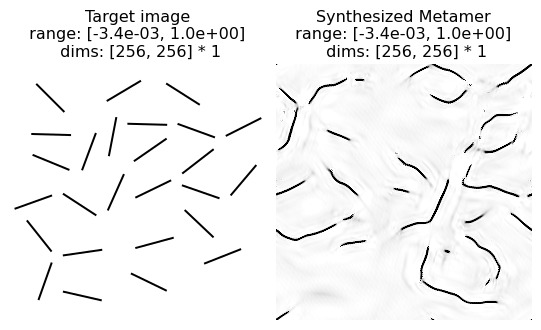 Target image
range: [-3.4e-03, 1.0e+00]
dims: [256, 256] * 1
Synthesized Metamer
range: [-3.4e-03, 1.0e+00]
dims: [256, 256] * 1